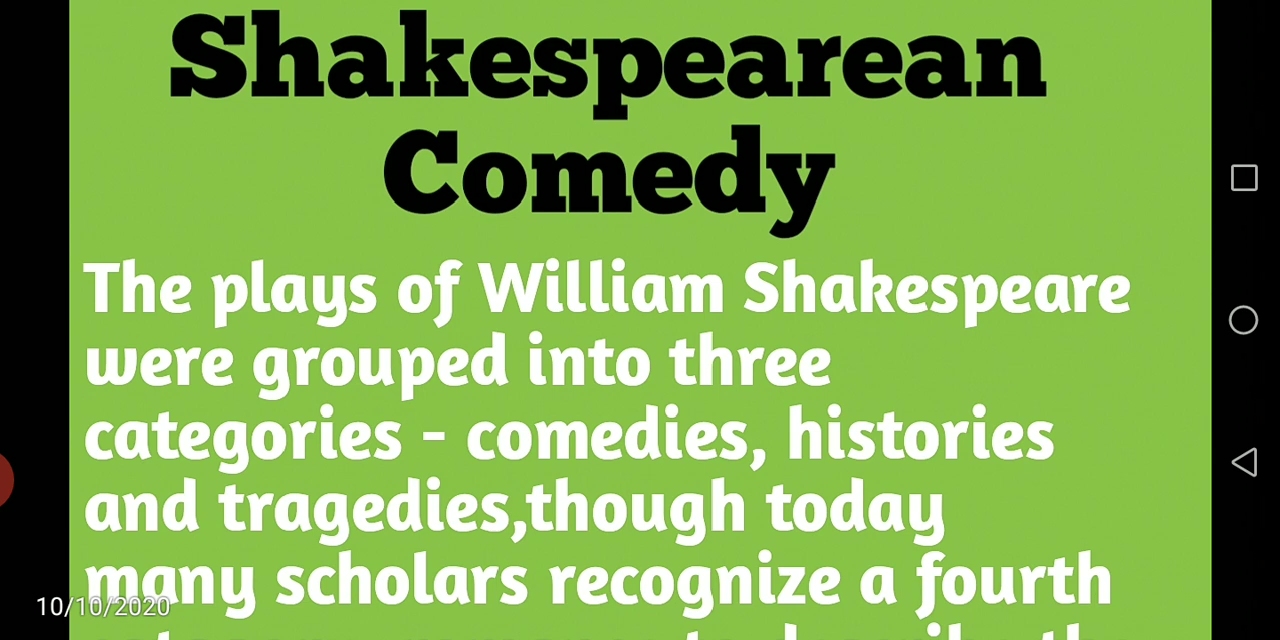 Shakespearean
Comedy
The plays of William Shakespeare
were grouped into three
categories - comedies, histories
and tragedies,though today
many scholars recognize a fourth
10/10/2020